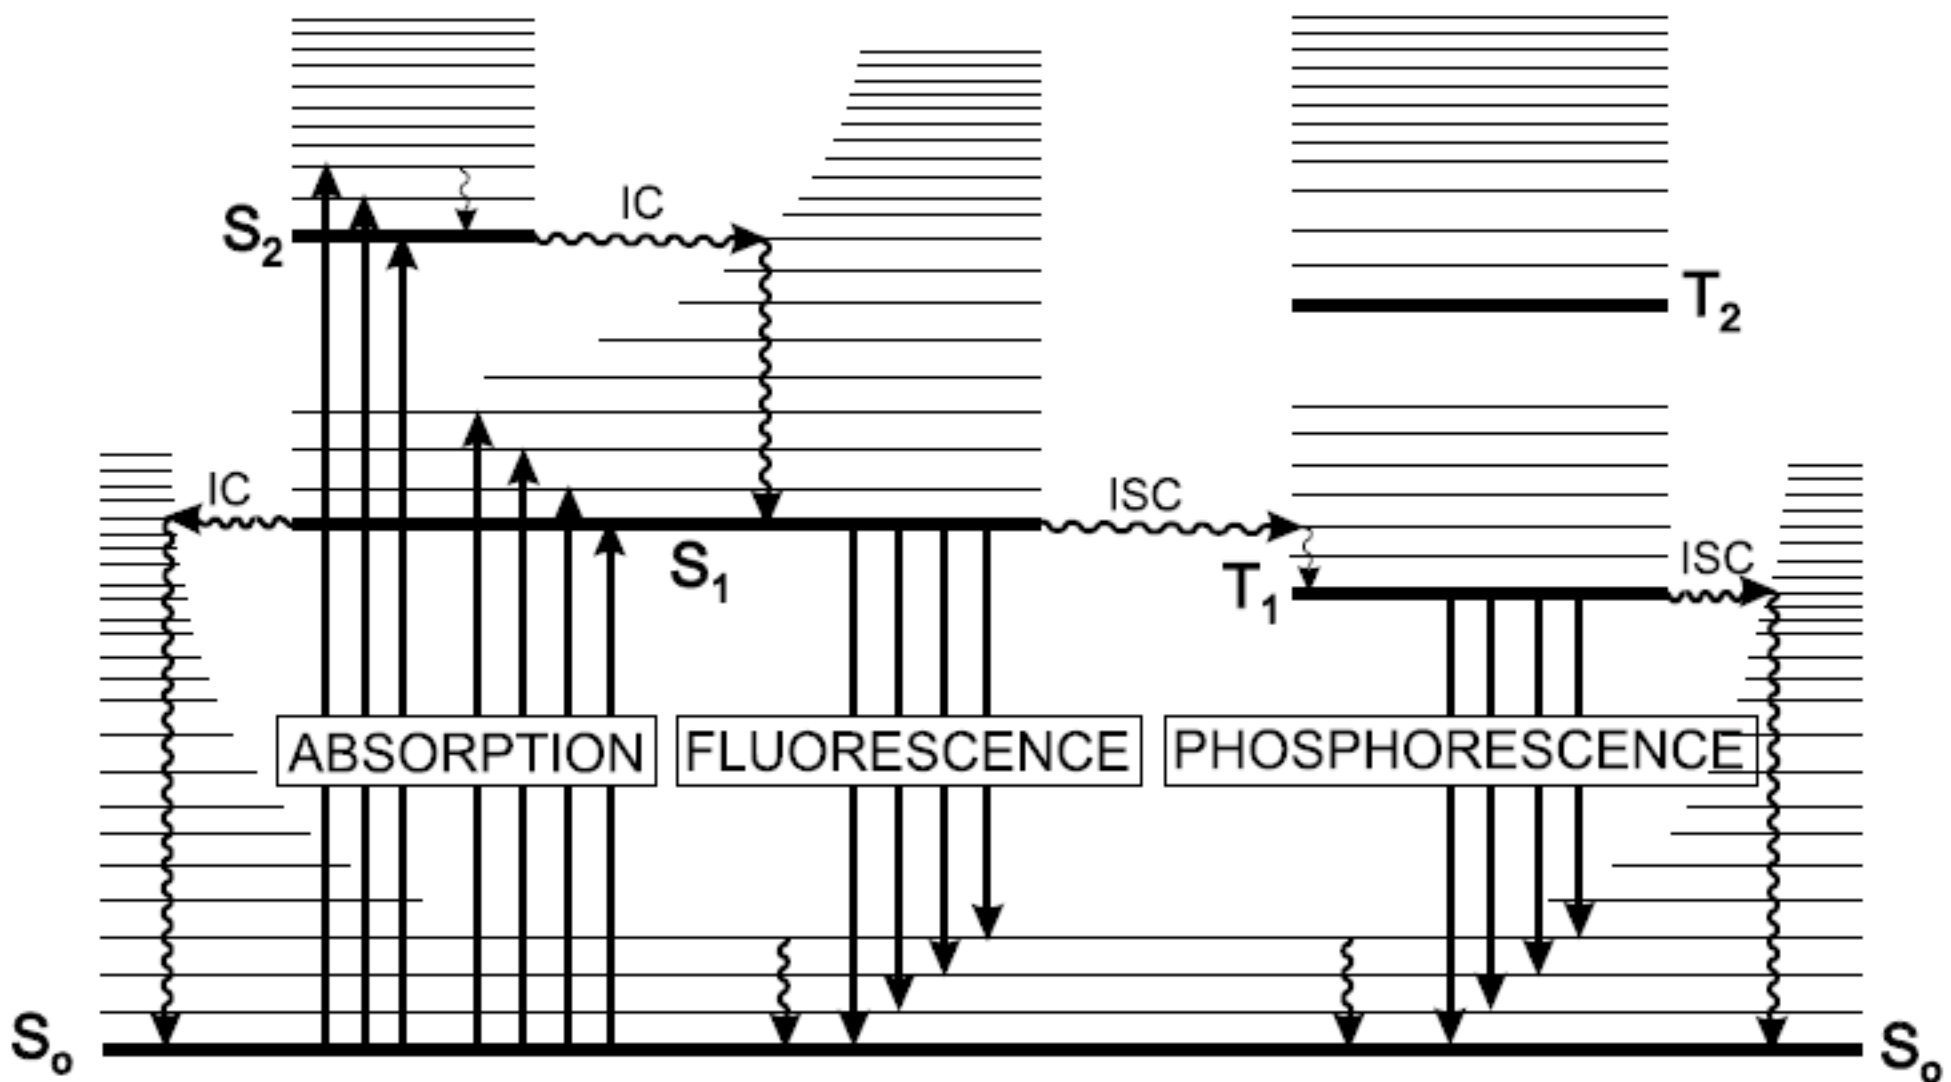 S2
IC
T2
IC
S1
ISC
T1
ISC
ABSORPTION
FLUORESCENCE
PHOSPHORESCENCE
So
So